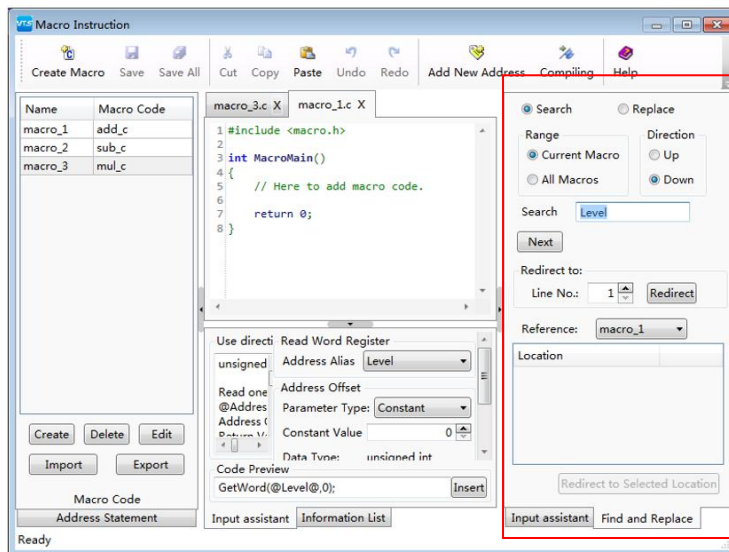 VT5 Macro Instruction
Create Macro Save Save All Cut Copy Paste Undo Redo Add New Address Compiling Help
Name Macro Code
macro_1 add_c
macro_2 sub_c
macro_3 mul_c
Create Delete Edit
Import Export
Macro Code
Address Statement
Ready
macro_3.c X macro_1.c X
1 #include <macro.h>
2
3 int MacroMain()
4 {
5 // Here to add macro code.
6
7 return 0;
8 }
Use directi
unsigned
Read one
@Addres
Address
Read Word Register
Address Alias Level
Address Offset
Parameter Type: Constant
Constant Value 0
Data Type: unsigned int
Code Preview
GetWord(@Level@,0); Insert
Input assistant Information List
Search Replace
Range Direction
Current Macro Up
All Macros Down
Search Level
Next
Redirect to:
Line No.: 1 Redirect
Reference: macro_1
Location
Redirect to Selected Location
Input assistant Find and Replace